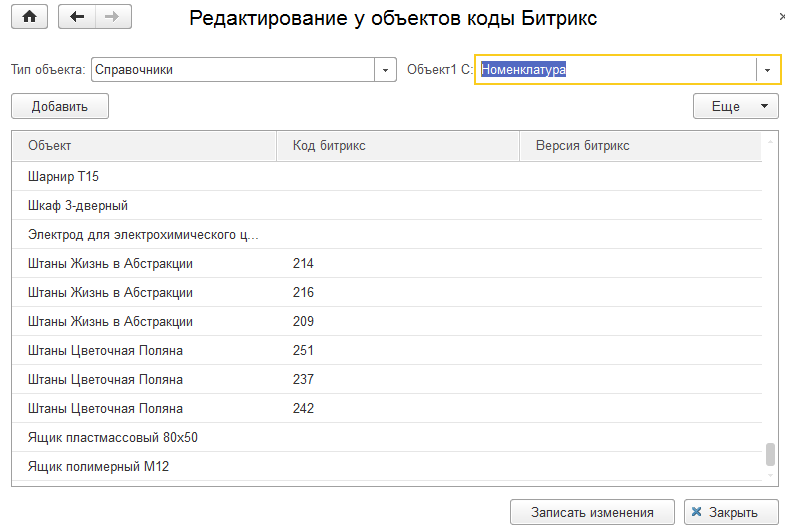 Редактирование у объектов коды Битрикс
Тип объекта: Справочники Объект1 С: Номенклатура
Добавить Еще
Объект Код битрикс Версия битрикс
Шарнир Т15
Шкаф 3-дверный
Электрод для электрохимического ц...
Штаны Жизнь в Абстракции 214
Штаны Жизнь в Абстракции 216
Штаны Жизнь в Абстракции 209
Штаны Цветочная Поляна 251
Штаны Цветочная Поляна 237
Штаны Цветочная Поляна 242
Ящик пластмассовый 80х50
Ящик полимерный М12
Записать изменения Закрыть